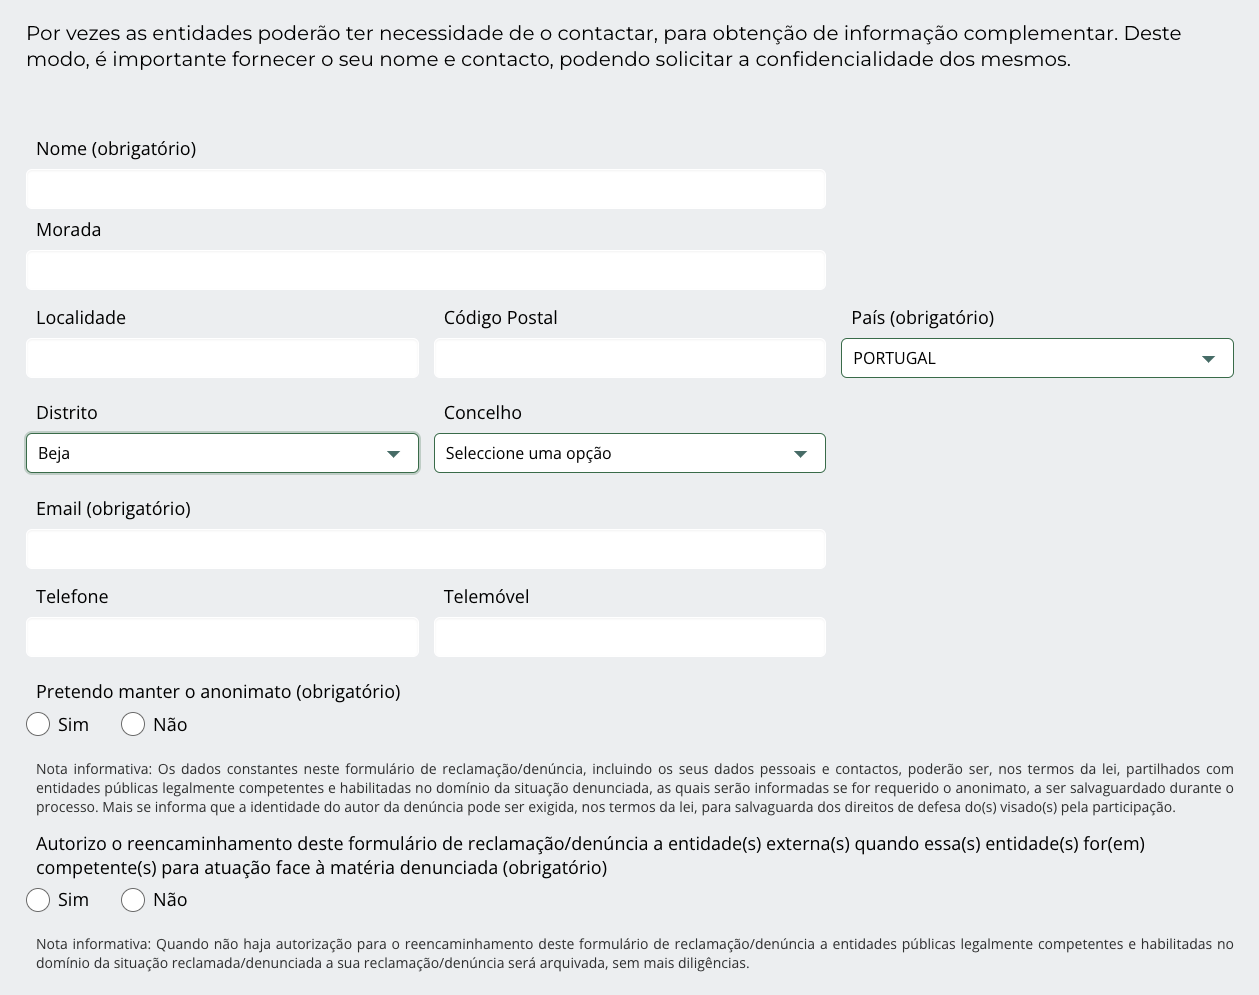 Por vezes as entidades poderão ter necessidade de o contactar, para obtenção de informação complementar. Deste
modo, é importante fornecer o seu nome e contacto, podendo solicitar a confidencialidade dos mesmos.
Nome (obrigatório)
Morada
Localidade
Código Postal
País (obrigatório)
PORTUGAL
Distrito
Concelho
Beja
Seleccione uma opção
Email (obrigatório)
Telefone
Telemóvel
Pretendo manter o anonimato (obrigatório)
Sim
Não
Nota informativa: Os dados constantes neste formulário de reclamação/denúncia, incluindo os seus dados pessoais e contactos, poderão ser, nos termos da lei, partilhados com
entidades públicas legalmente competentes e habilitadas no domínio da situação denunciada, as quais serão informadas se for requerido o anonimato, a ser salvaguardado durante o
processo. Mais se informa que a identidade do autor da denúncia pode ser exigida, nos termos da lei, para salvaguarda dos direitos de defesa do(s) visado(s) pela participação.
Autorizo o reencaminhamento deste formulário de reclamação/denúncia a entidade(s) externa(s) quando essa(s) entidade(s) for(em)
competente(s) para atuação face à matéria denunciada (obrigatório)
Sim
Não
Nota informativa: Quando não haja autorização para o reencaminhamento deste formulário de reclamação/denúncia a entidades públicas legalmente competentes e habilitadas no
domínio da situação reclamada/denunciada a sua reclamação/denúncia será arquivada, sem mais diligências.